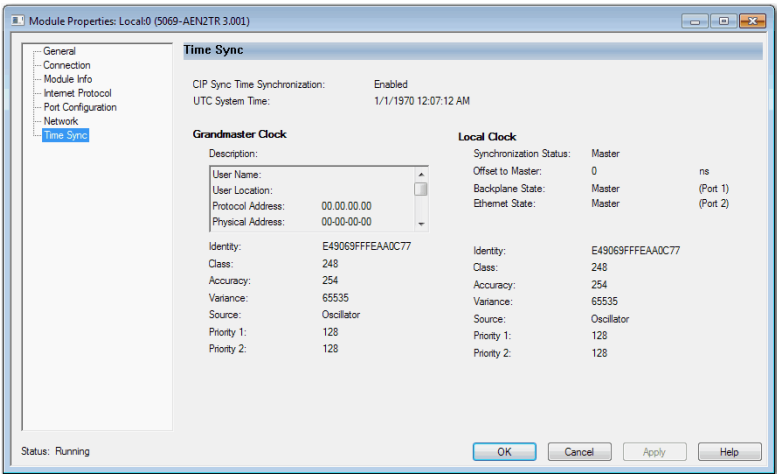 Module Properties: Local:0 (5069-AEN2TR 3.001)
General
Connection
Module Info
Internet Protocol
Port Configuration
Network
Time Sync
Time Sync
CIP Sync Time Synchronization: Enabled
UTC System Time: 1/1/1970 12:07:12 AM
Grandmaster Clock
Description:
User Name:
User Location:
Protocol Address: 00.00.00.00
Physical Address: 00-00-00-00
Identity: E49069FFFEAA0C77
Class: 248
Accuracy: 254
Variance: 65535
Source: Oscillator
Priority 1: 128
Priority 2: 128
Local Clock
Synchronization Status: Master
Offset to Master: 0 ns
Backplane State: Master (Port 1)
Ethernet State: Master (Port 2)
Identity: E49069FFFEAA0C77
Class: 248
Accuracy: 254
Variance: 65535
Source: Oscillator
Priority 1: 128
Priority 2: 128
Status: Running
OK
Cancel
Apply
Help